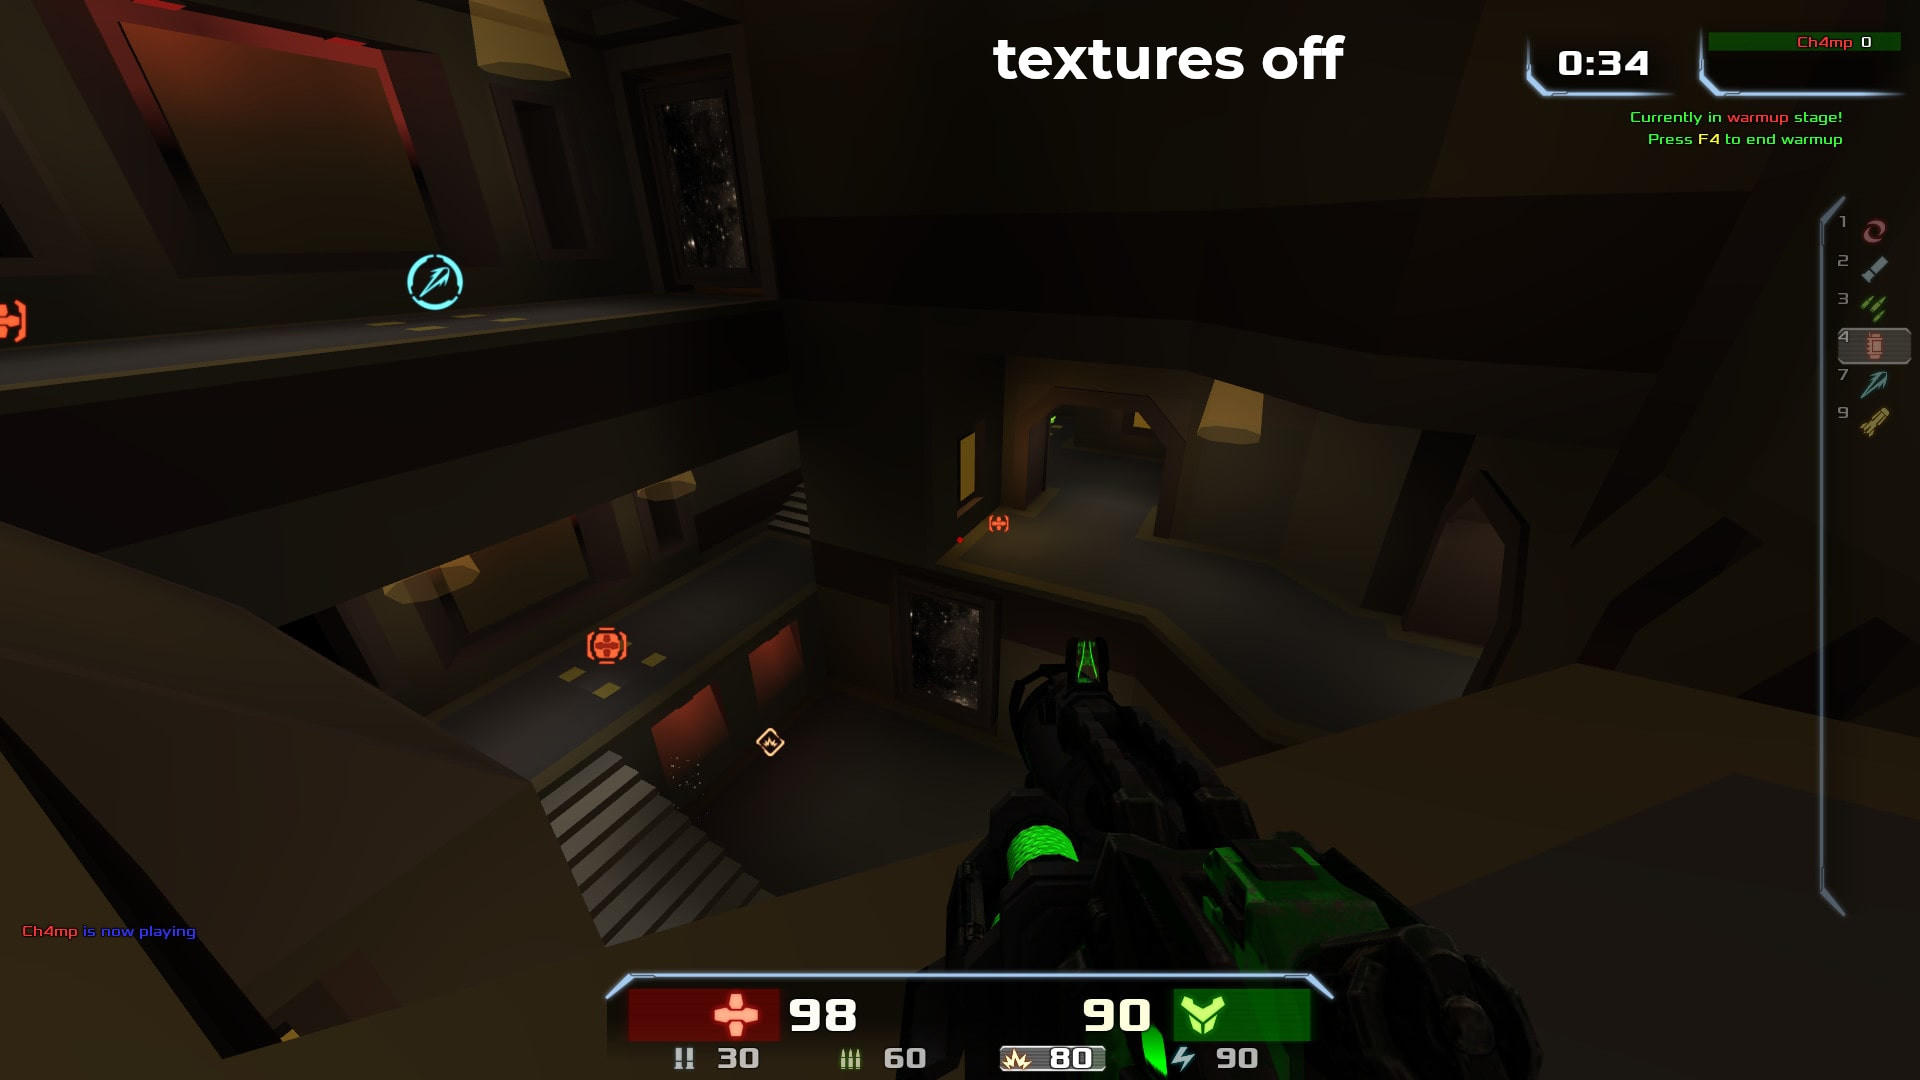 textures off
0:34
Ch4mp 0
Currently in warmup stage!
Press F4 to end warmup
1
2
3
4
7
9
Ch4mp is now playing
98
90
30
60
80
90